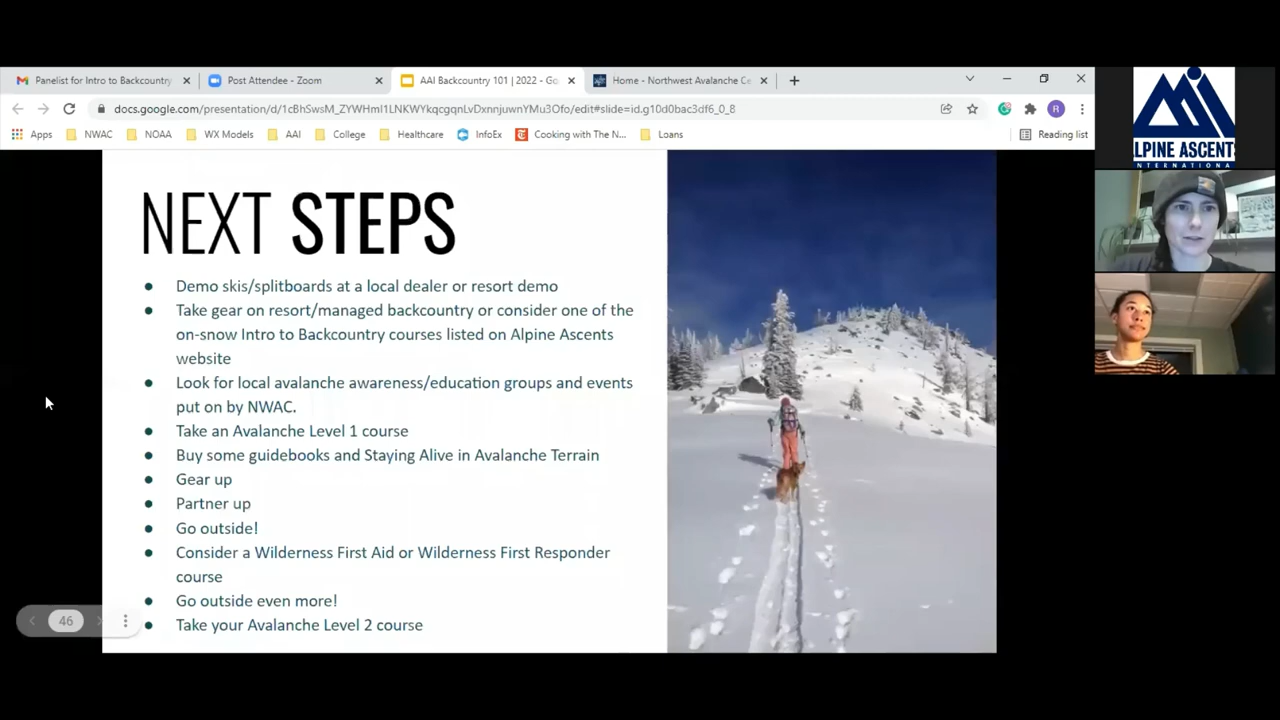 Panelist for Intro to Backcountry
Post Attendee - Zoom
AAI Backcountry 101 | 2022 - Go
Home - Northwest Avalanche Ce
docs.google.com/presentation/d/1cBhSwsM_ZYWHmI1LNKWYkqcgqnLvDxnnjuwnYMu3Ofo/edit#slide=id.g10d0bac3df6_0_8
R
Apps
NWAC
NOAA
WX Models
AAI
College
Healthcare
InfoEx
Cooking with The N...
Loans
Reading list
LPINE ASCENT
NTERNATIONA
NEXT STEPS
● Demo skis/splitboards at a local dealer or resort demo
● Take gear on resort/managed backcountry or consider one of the
on-snow Intro to Backcountry courses listed on Alpine Ascents
website
● Look for local avalanche awareness/education groups and events
put on by NWAC.
● Take an Avalanche Level 1 course
● Buy some guidebooks and Staying Alive in Avalanche Terrain
● Gear up
● Partner up
● Go outside!
● Consider a Wilderness First Aid or Wilderness First Responder
course
● Go outside even more!
● Take your Avalanche Level 2 course
46